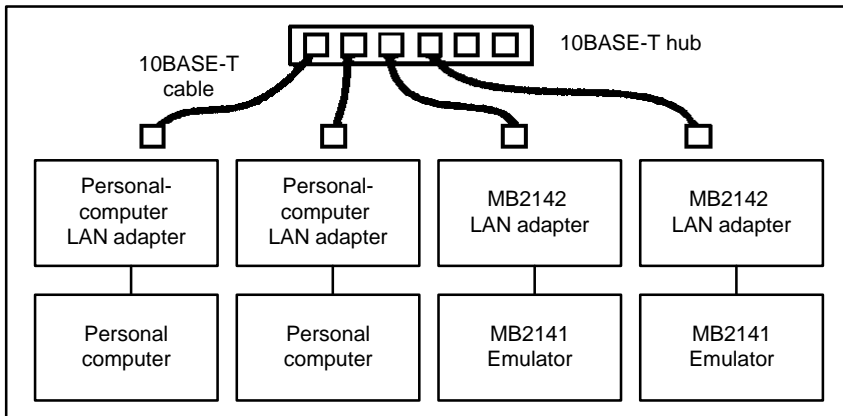 10BASE-T hub
10BASE-T
cable
Personal-
computer
LAN adapter
Personal-
computer
LAN adapter
MB2142
LAN adapter
MB2142
LAN adapter
Personal
computer
Personal
computer
MB2141
Emulator
MB2141
Emulator